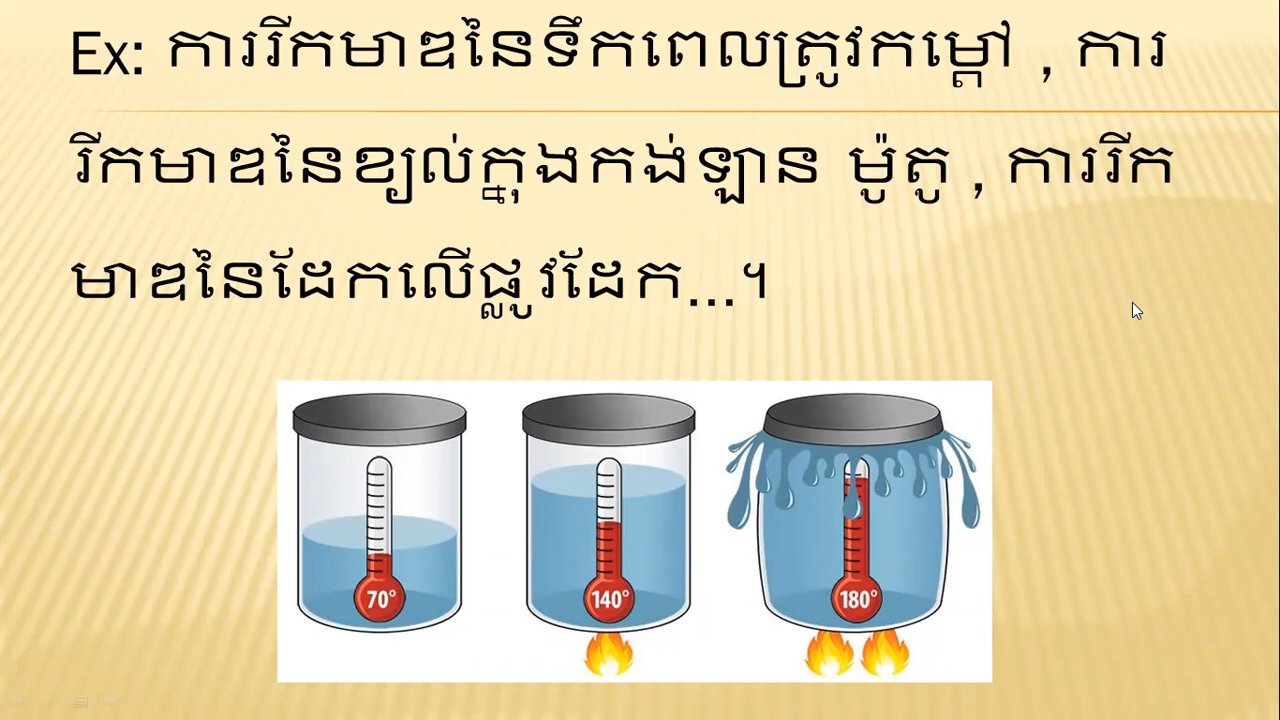 Ex: ការរីកមាឌនៃទឹកពេលត្រូវកម្ដៅ , ការ
រីកមាឌនៃខ្យល់ក្នុងកង់ឡាន ម៉ូតូ , ការរីក
មាឌនៃដែកលើផ្លូវដែក...។
70° 140° 180°